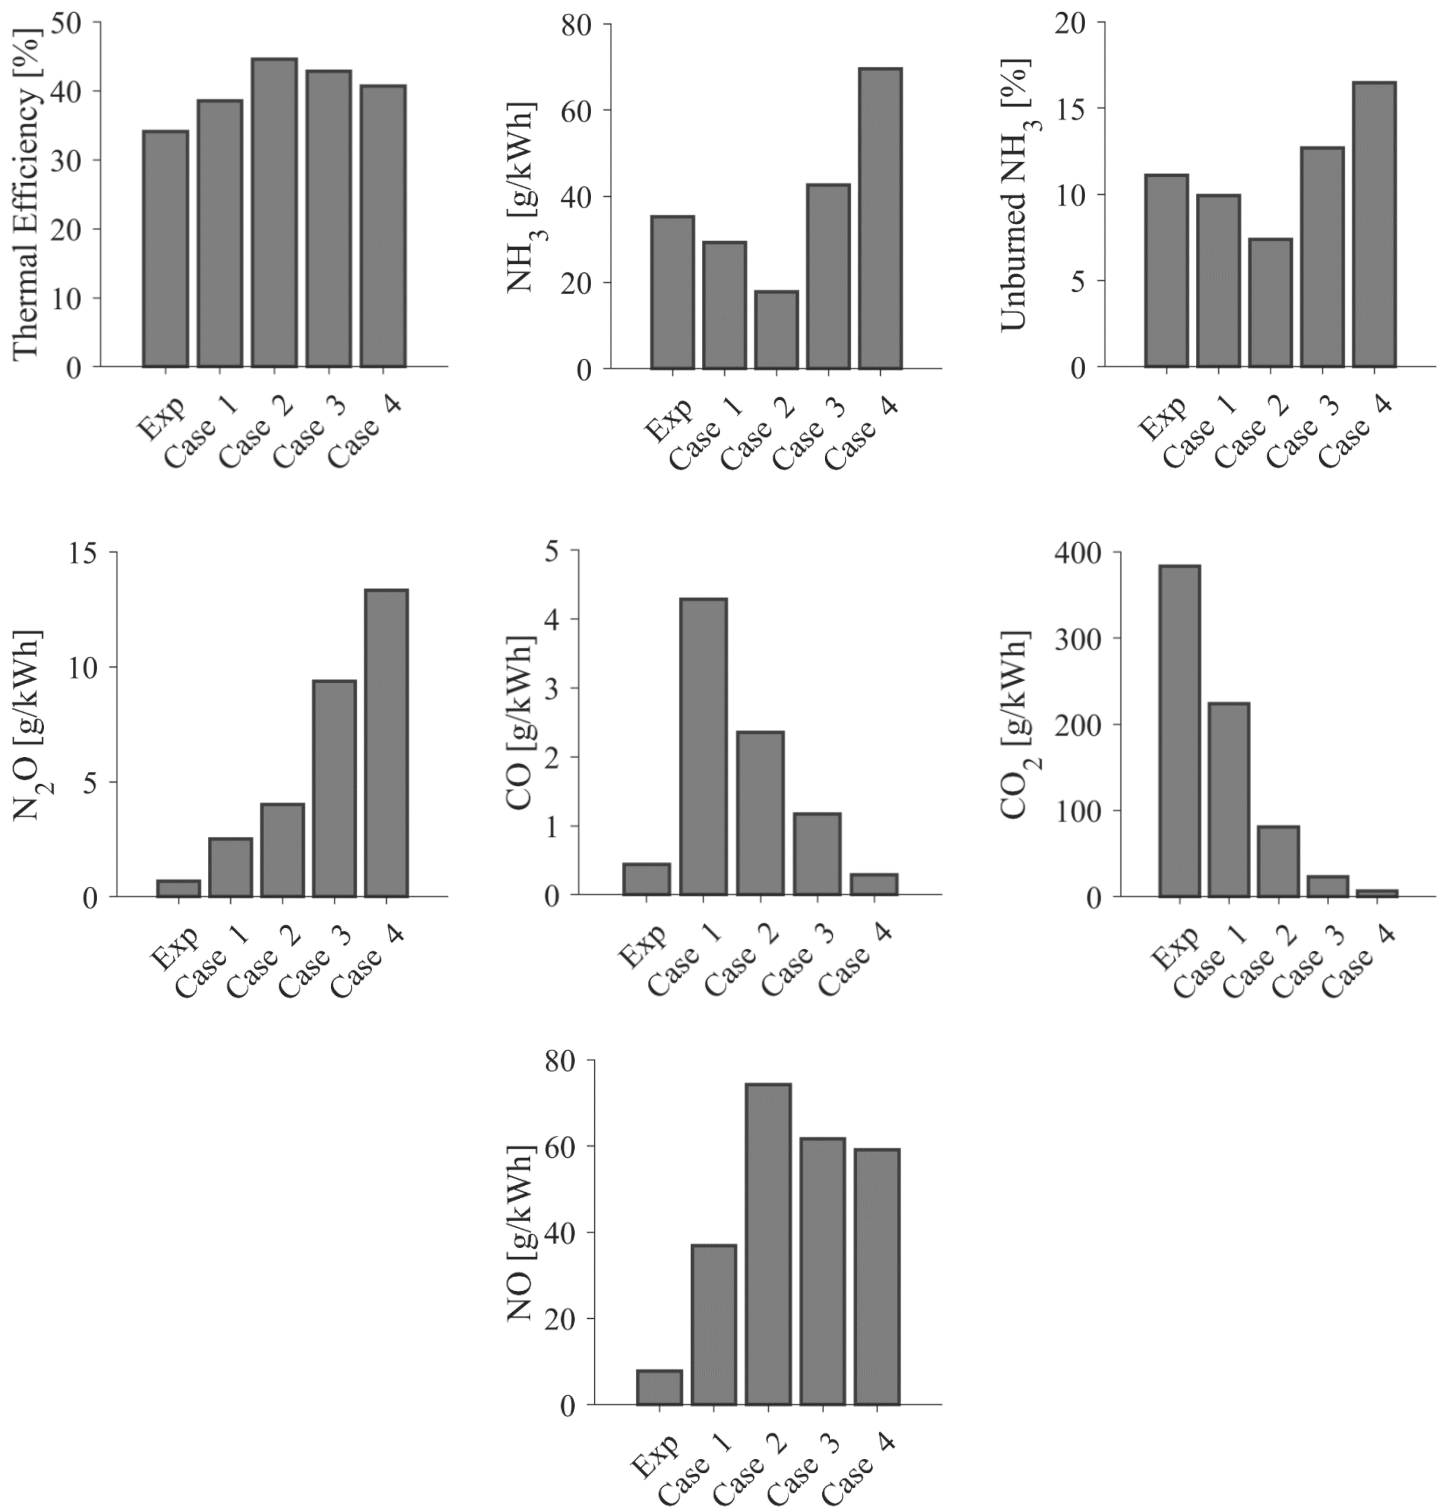 Thermal Efficiency [%]
50
40
30
20
10
0
Exp
Case 1
Case 2
Case 3
Case 4
NH3 [g/kWh]
80
60
40
20
0
Exp
Case 1
Case 2
Case 3
Case 4
Unburned NH3 [%]
20
15
10
5
0
Exp
Case 1
Case 2
Case 3
Case 4
N2O [g/kWh]
15
10
5
0
Exp
Case 1
Case 2
Case 3
Case 4
CO [g/kWh]
5
4
3
2
1
0
Exp
Case 1
Case 2
Case 3
Case 4
CO2 [g/kWh]
400
300
200
100
0
Exp
Case 1
Case 2
Case 3
Case 4
NO [g/kWh]
80
60
40
20
0
Exp
Case 1
Case 2
Case 3
Case 4